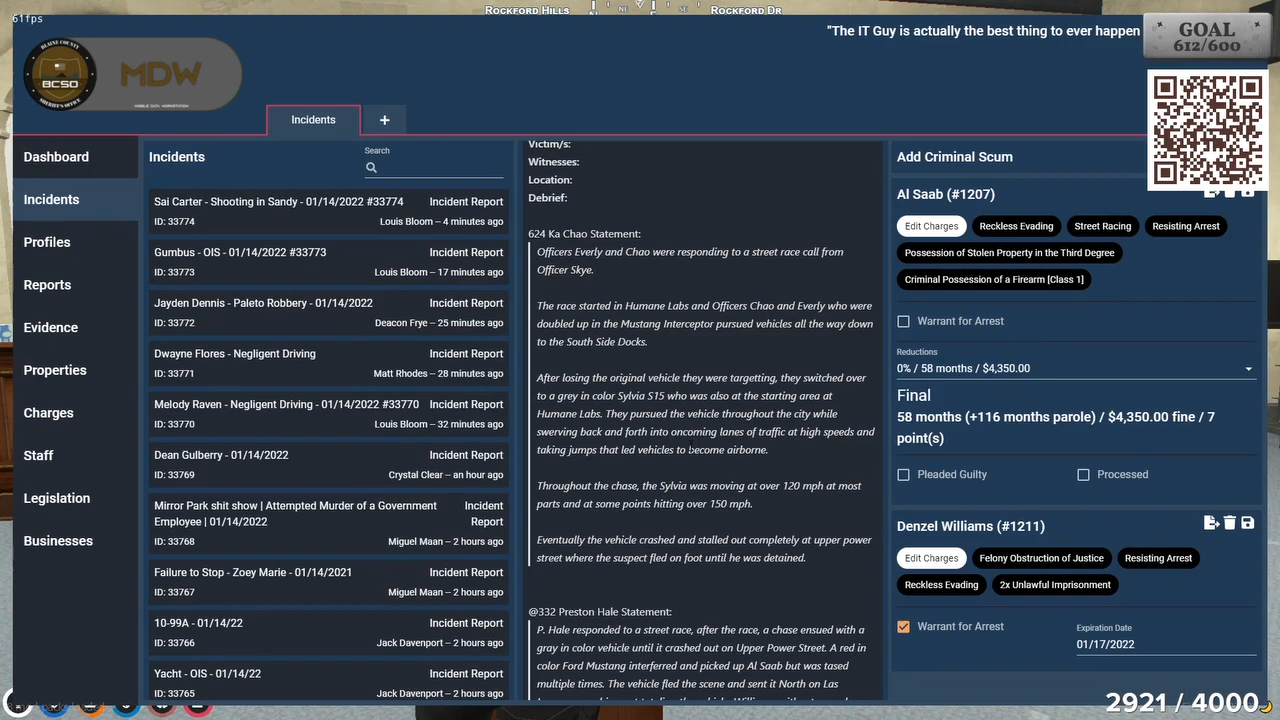 61fps
ROCKFORD HILLS
N
NE
E
SE
ROCKFORD DR
"The IT Guy is actually the best thing to ever happen
GOAL
612/600
BLAINE COUNTY
BCSO
SHERIFF'S OFFICE
MDW
MOBILE DATA WORKSTATION
Incidents
+
Dashboard
Incidents
Profiles
Reports
Evidence
Properties
Charges
Staff
Legislation
Businesses
Incidents
Search
Sai Carter - Shooting in Sandy - 01/14/2022 #33774 Incident Report
ID: 33774 Louis Bloom – 4 minutes ago
Gumbus - OIS - 01/14/2022 #33773 Incident Report
ID: 33773 Louis Bloom – 17 minutes ago
Jayden Dennis - Paleto Robbery - 01/14/2022 Incident Report
ID: 33772 Deacon Frye – 25 minutes ago
Dwayne Flores - Negligent Driving Incident Report
ID: 33771 Matt Rhodes – 28 minutes ago
Melody Raven - Negligent Driving - 01/14/2022 #33770 Incident Report
ID: 33770 Louis Bloom – 32 minutes ago
Dean Gulberry - 01/14/2022 Incident Report
ID: 33769 Crystal Clear – an hour ago
Mirror Park shit show | Attempted Murder of a Government Incident
Employee | 01/14/2022 Report
ID: 33768 Miguel Maan – 2 hours ago
Failure to Stop - Zoey Marie - 01/14/2021 Incident Report
ID: 33767 Miguel Maan – 2 hours ago
10-99A - 01/14/22 Incident Report
ID: 33766 Jack Davenport – 2 hours ago
Yacht - OIS - 01/14/22 Incident Report
ID: 33765 Jack Davenport – 2 hours ago
Victim/s:
Witnesses:
Location:
Debrief:
624 Ka Chao Statement:
Officers Everly and Chao were responding to a street race call from
Officer Skye.
The race started in Humane Labs and Officers Chao and Everly who were
doubled up in the Mustang Interceptor pursued vehicles all the way down
to the South Side Docks.
After losing the original vehicle they were targetting, they switched over
to a grey in color Sylvia S15 who was also at the starting area at
Humane Labs. They pursued the vehicle throughout the city while
swerving back and forth into oncoming lanes of traffic at high speeds and
taking jumps that led vehicles to become airborne.
Throughout the chase, the Sylvia was moving at over 120 mph at most
parts and at some points hitting over 150 mph.
Eventually the vehicle crashed and stalled out completely at upper power
street where the suspect fled on foot until he was detained.
@332 Preston Hale Statement:
P. Hale responded to a street race, after the race, a chase ensued with a
gray in color vehicle until it crashed out on Upper Power Street. A red in
color Ford Mustang interferred and picked up Al Saab but was tased
multiple times. The vehicle fled the scene and sent it North on Las
Add Criminal Scum
Al Saab (#1207)
Edit Charges Reckless Evading Street Racing Resisting Arrest
Possession of Stolen Property in the Third Degree
Criminal Possession of a Firearm [Class 1]
Warrant for Arrest
Reductions
0% / 58 months / $4,350.00
Final
58 months (+116 months parole) / $4,350.00 fine / 7
point(s)
Pleaded Guilty Processed
Denzel Williams (#1211)
Edit Charges Felony Obstruction of Justice Resisting Arrest
Reckless Evading 2x Unlawful Imprisonment
Warrant for Arrest
Expiration Date
01/17/2022
2921 / 4000